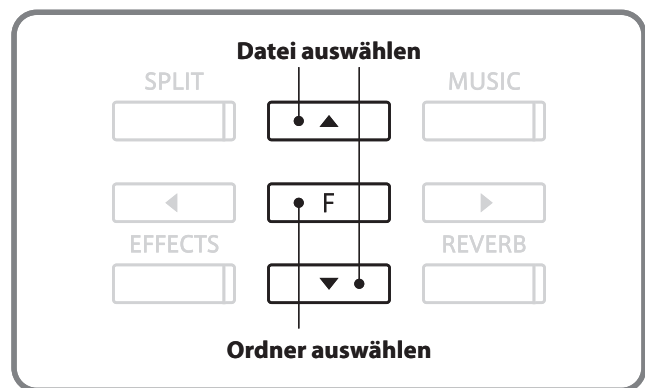 Datei auswählen
SPLIT
MUSIC
▲
◀
F
▶
EFFECTS
REVERB
▼
Ordner auswählen